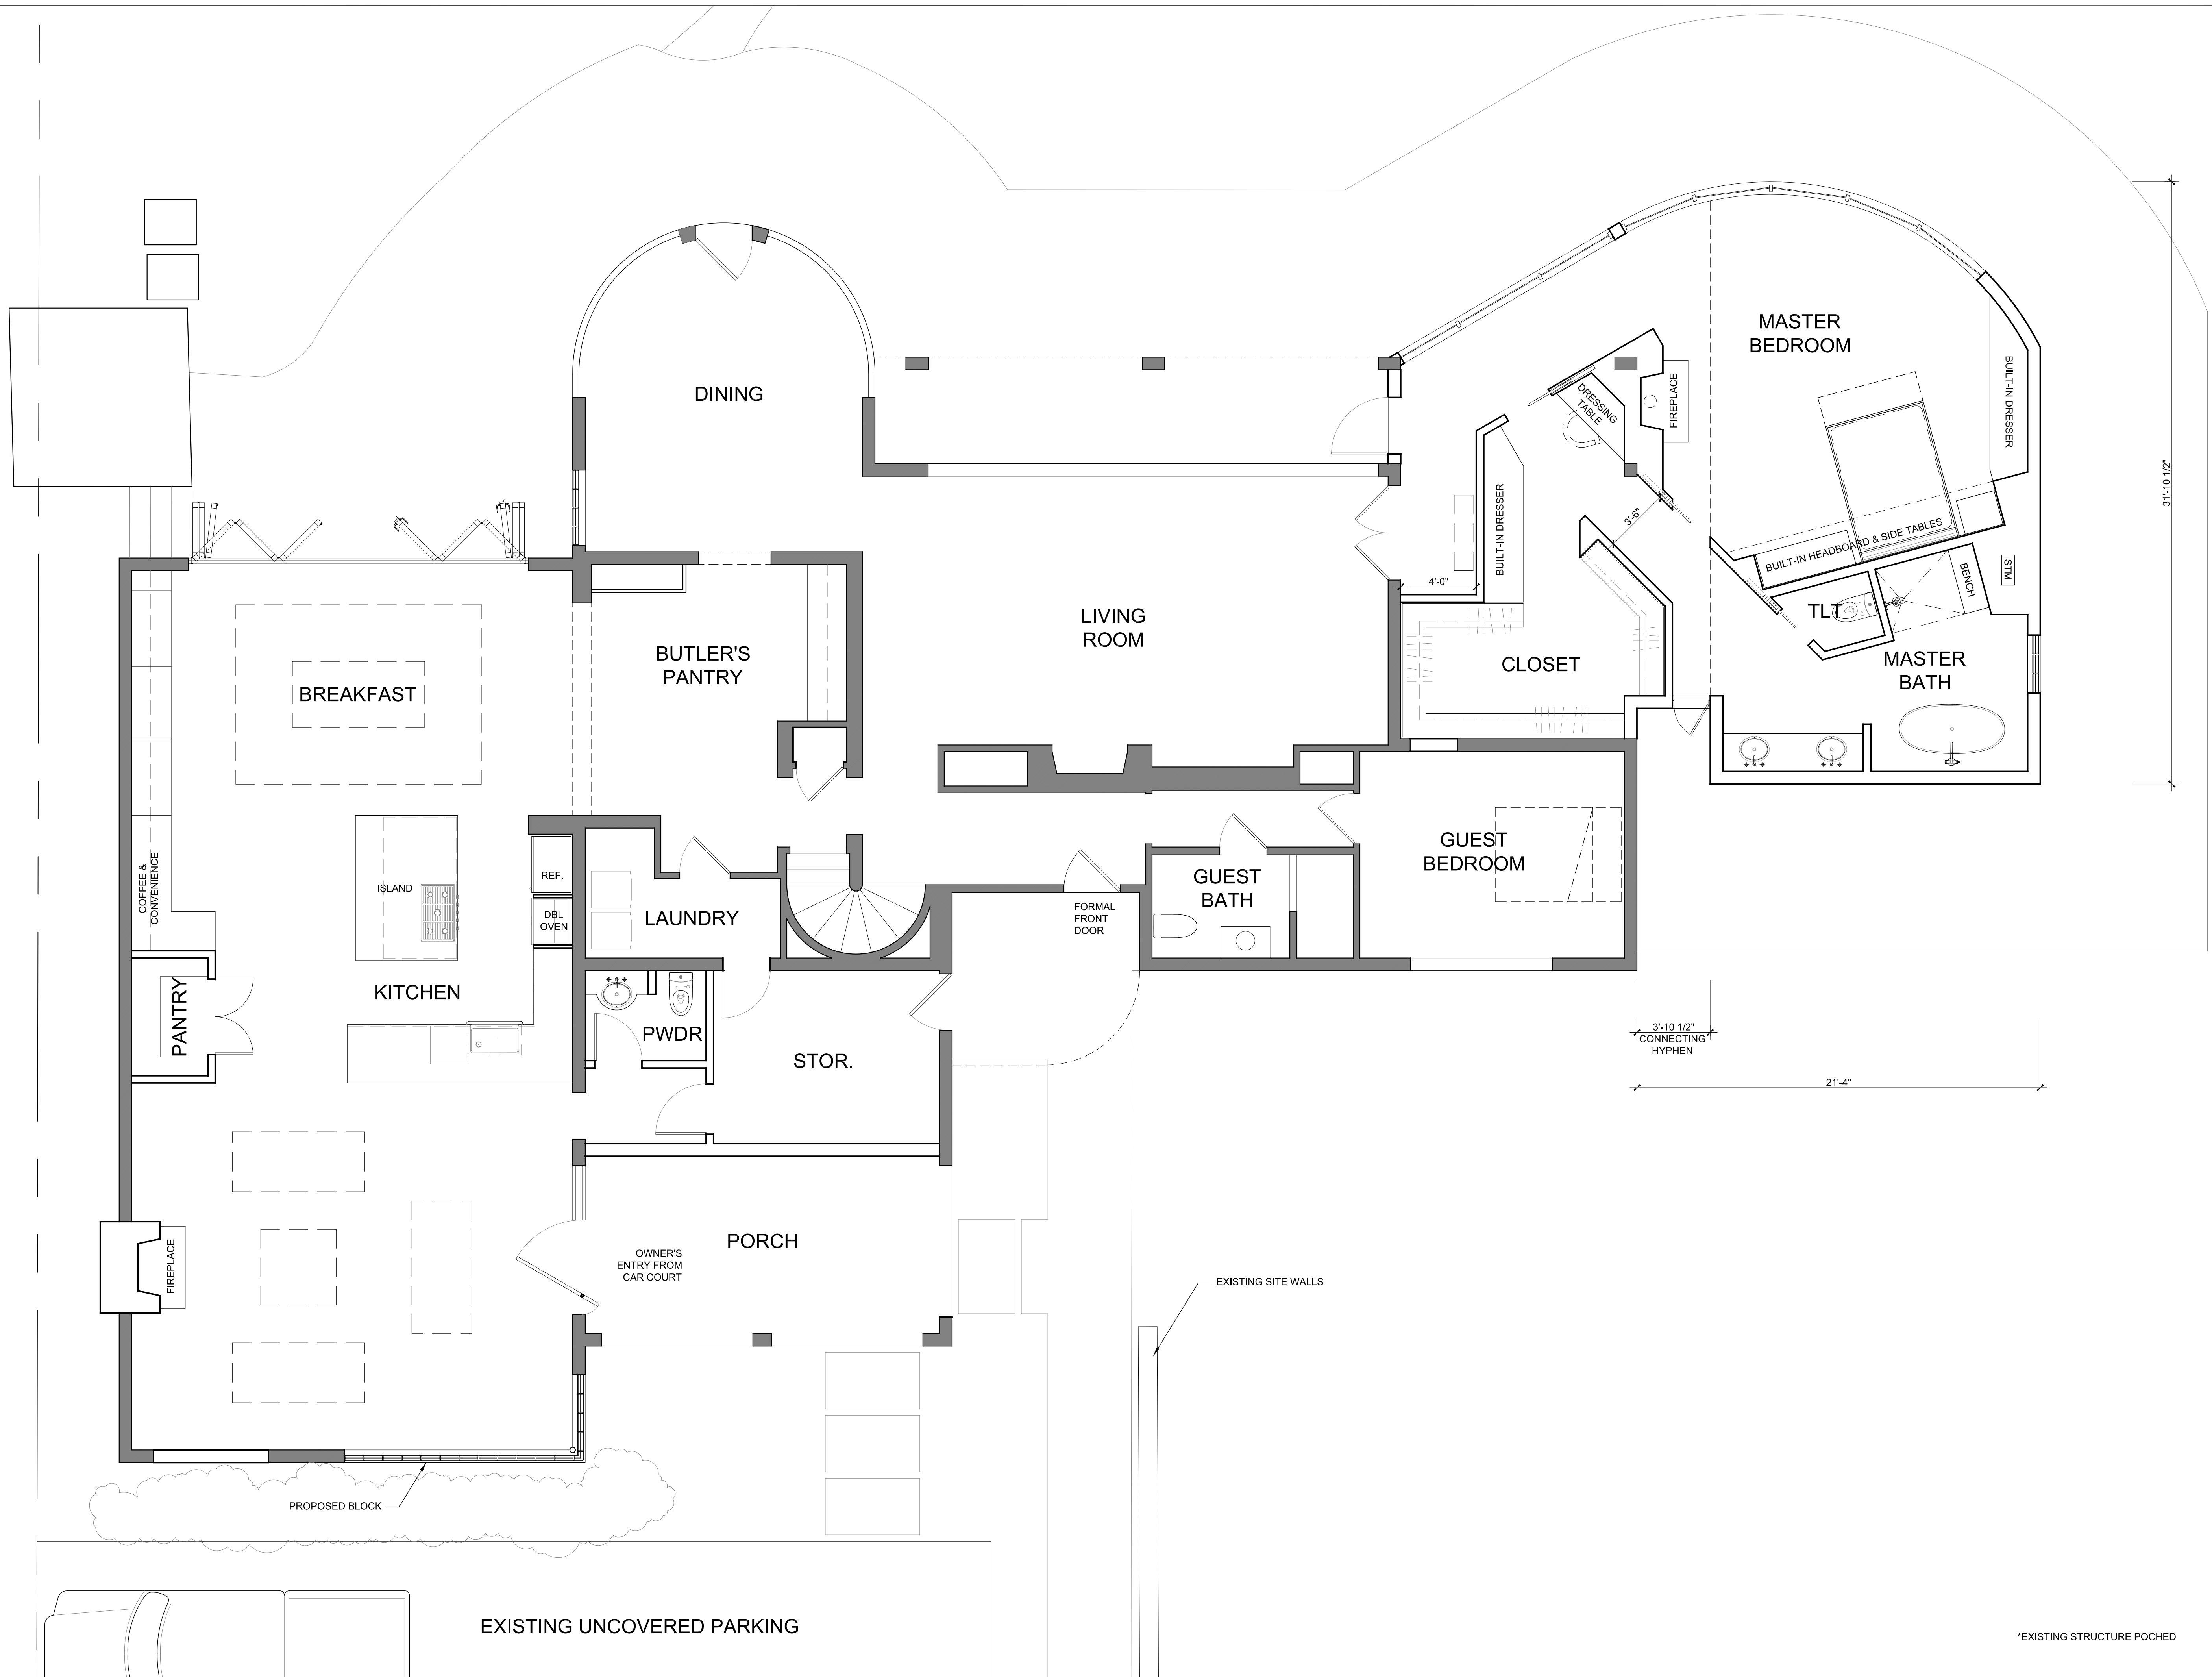 MASTER
BEDROOM
DINING
FIREPLACE
DRESSING
TABLE
BUILT-IN DRESSER
31'-10 1/2"
BUILT-IN DRESSER
3'-6"
BUILT-IN HEADBOARD & SIDE TABLES
STM
BENCH
4'-0"
TLT
LIVING
ROOM
BUTLER'S
PANTRY
BREAKFAST
CLOSET
MASTER
BATH
GUEST
BEDROOM
COFFEE &
CONVENIENCE
ISLAND
REF.
DBL
OVEN
LAUNDRY
GUEST
BATH
FORMAL
FRONT
DOOR
KITCHEN
PANTRY
PWDR
STOR.
3'-10 1/2"
CONNECTING
HYPHEN
21'-4"
FIREPLACE
OWNER'S
ENTRY FROM
CAR COURT
PORCH
EXISTING SITE WALLS
PROPOSED BLOCK
EXISTING UNCOVERED PARKING
*EXISTING STRUCTURE POCHED